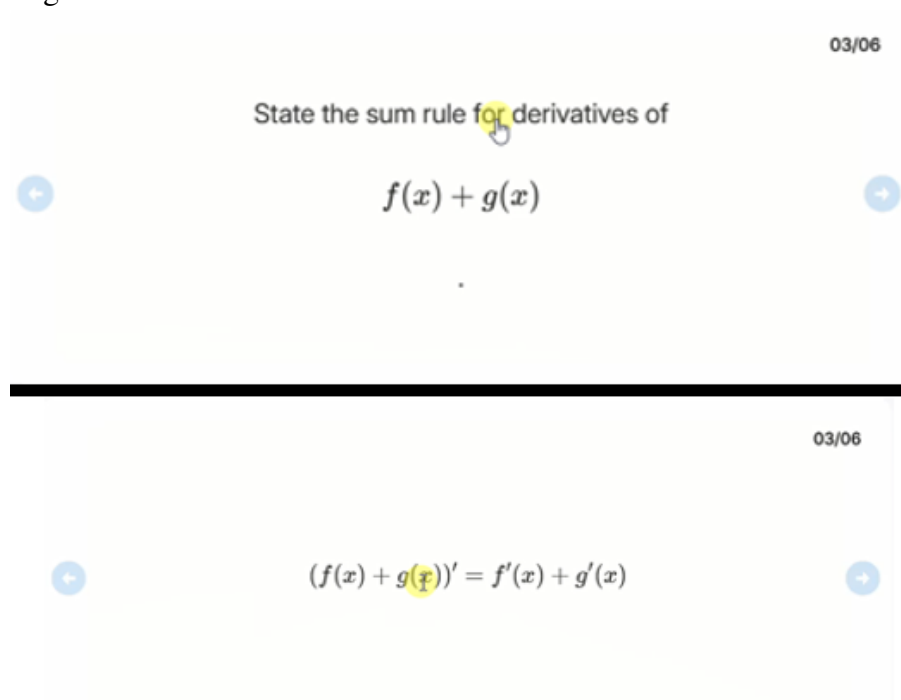 03/06
State the sum rule for derivatives of
f(x) + g(x)
.
03/06
(f(x) + g(x))′ = f′(x) + g′(x)